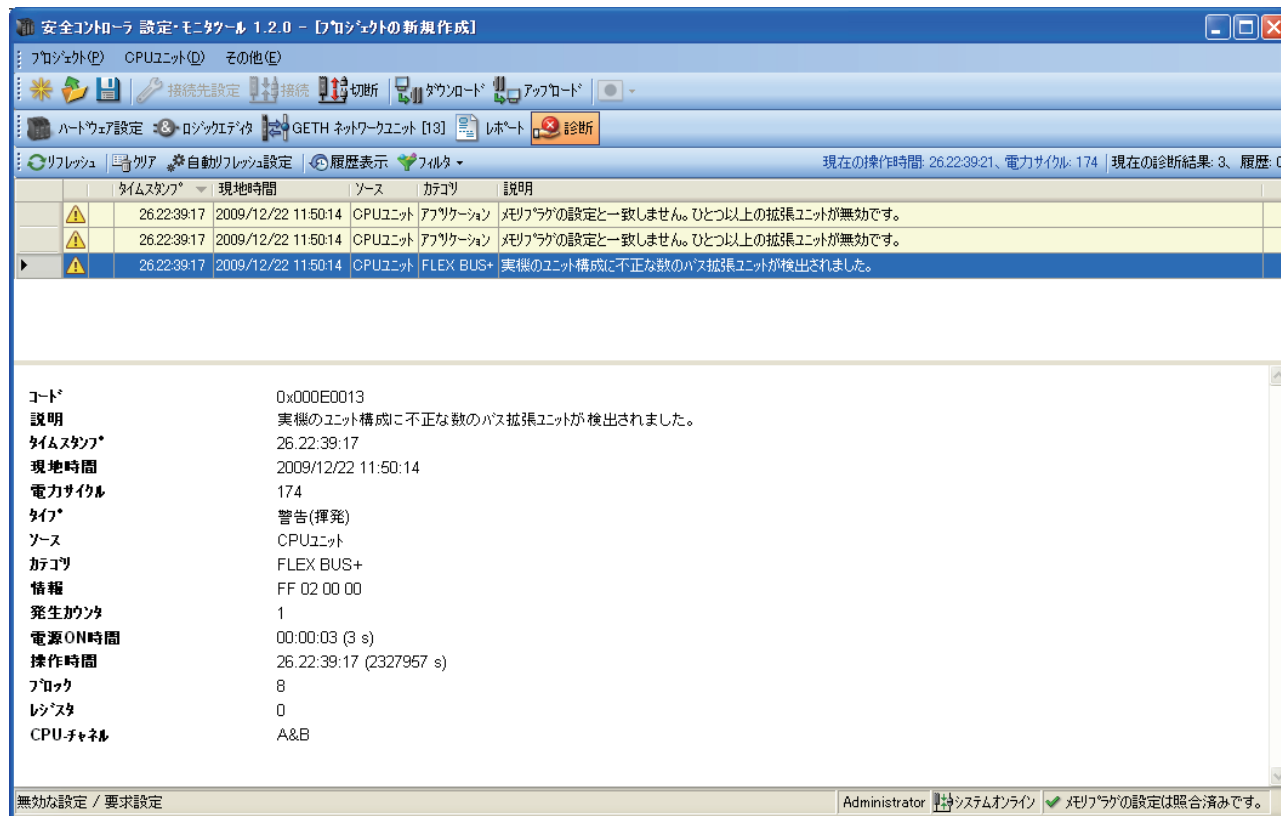 安全コントローラ 設定・モニタツール 1.2.0 - [プロジェクトの新規作成]
プロジェクト(P) CPUユニット(D) その他(E)
接続先設定 接続 切断 ダウンロード アップロード
ハードウェア設定 ロジックエディタ GETH ネットワークユニット [13] レポート 診断
リフレッシュ クリア 自動リフレッシュ設定 履歴表示 フィルタ 現在の操作時間: 26.22:39:21、電力サイクル: 174 現在の診断結果: 3、 履歴: 0
タイムスタンプ 現地時間 ソース カテゴリ 説明
26.22:39:17 2009/12/22 11:50:14 CPUユニット アプリケーション メモリプラグの設定と一致しません。ひとつ以上の拡張ユニットが無効です。
26.22:39:17 2009/12/22 11:50:14 CPUユニット アプリケーション メモリプラグの設定と一致しません。ひとつ以上の拡張ユニットが無効です。
26.22:39:17 2009/12/22 11:50:14 CPUユニット FLEX BUS+ 実機のユニット構成に不正な数のバス拡張ユニットが検出されました。
コード 0x000E0013
説明 実機のユニット構成に不正な数のバス拡張ユニットが検出されました。
タイムスタンプ 26.22:39:17
現地時間 2009/12/22 11:50:14
電力サイクル 174
タイプ 警告(揮発)
ソース CPUユニット
カテゴリ FLEX BUS+
情報 FF 02 00 00
発生カウンタ 1
電源ON時間 00:00:03 (3 s)
操作時間 26.22:39:17 (2327957 s)
ブロック 8
レジスタ 0
CPU-チャネル A&B
無効な設定 / 要求設定 Administrator システムオンライン メモリプラグの設定は照合済みです。